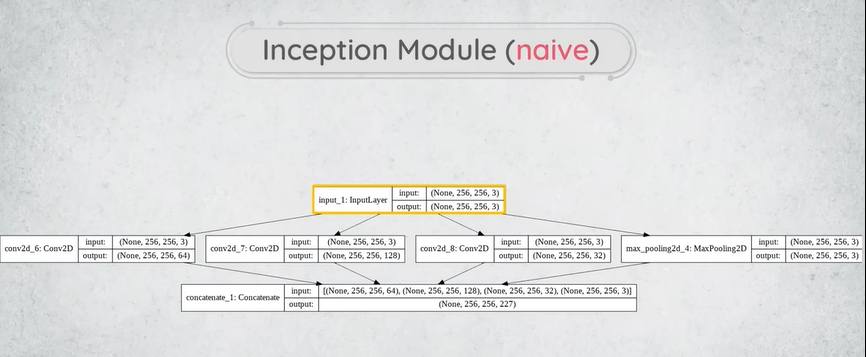 Inception Module (naive)
input_1: InputLayer
input: (None, 256, 256, 3)
output: (None, 256, 256, 3)
conv2d_6: Conv2D
input: (None, 256, 256, 3)
output: (None, 256, 256, 64)
conv2d_7: Conv2D
input: (None, 256, 256, 3)
output: (None, 256, 256, 128)
conv2d_8: Conv2D
input: (None, 256, 256, 3)
output: (None, 256, 256, 32)
max_pooling2d_4: MaxPooling2D
input: (None, 256, 256, 3)
output: (None, 256, 256, 3)
concatenate_1: Concatenate
input: [(None, 256, 256, 64), (None, 256, 256, 128), (None, 256, 256, 32), (None, 256, 256, 3)]
output: (None, 256, 256, 227)